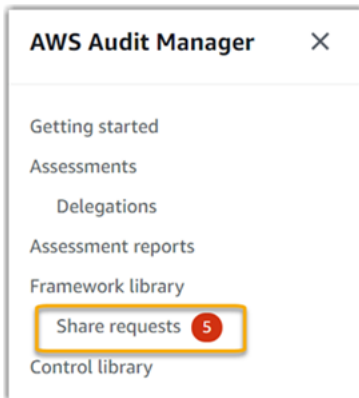 AWS Audit Manager
Getting started
Assessments
Delegations
Assessment reports
Framework library
Share requests 5
Control library